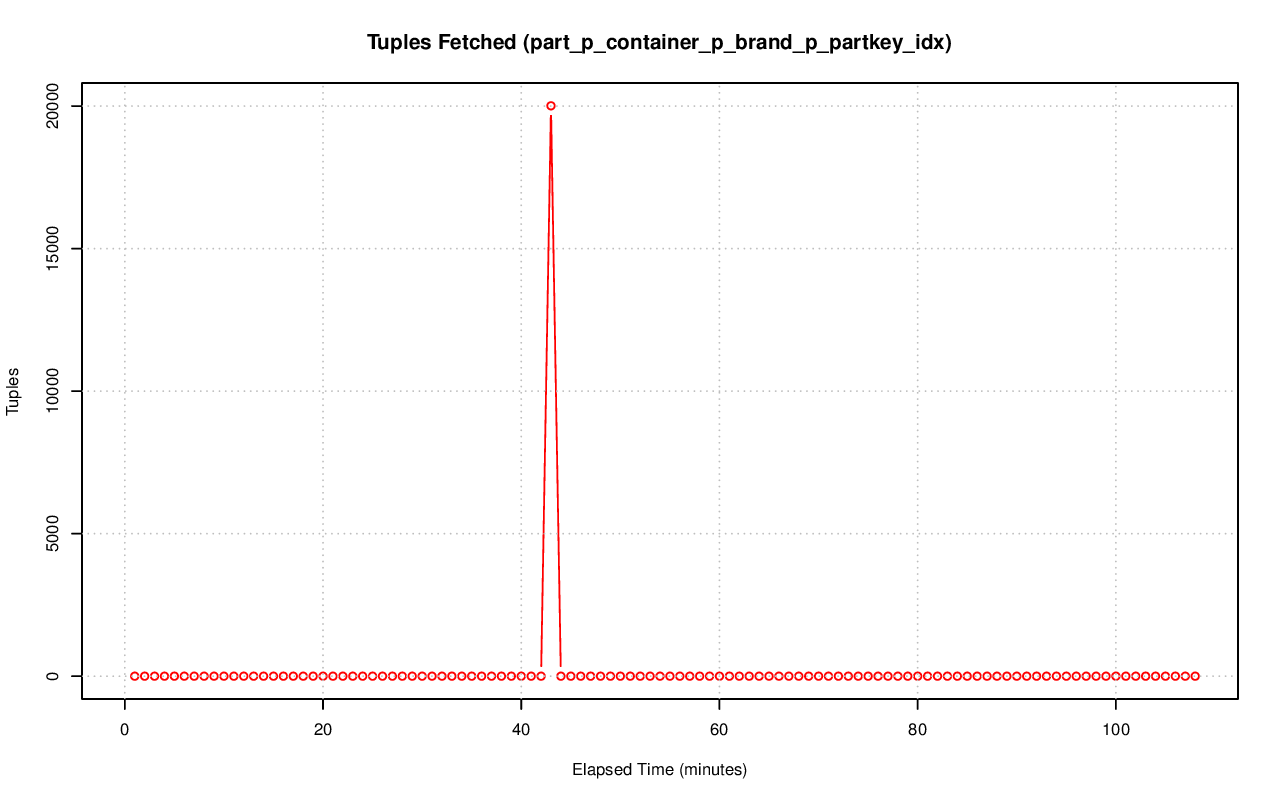 Tuples Fetched (part_p_container_p_brand_p_partkey_idx)
20000
15000
10000
5000
0
Tuples
0 20 40 60 80 100
Elapsed Time (minutes)